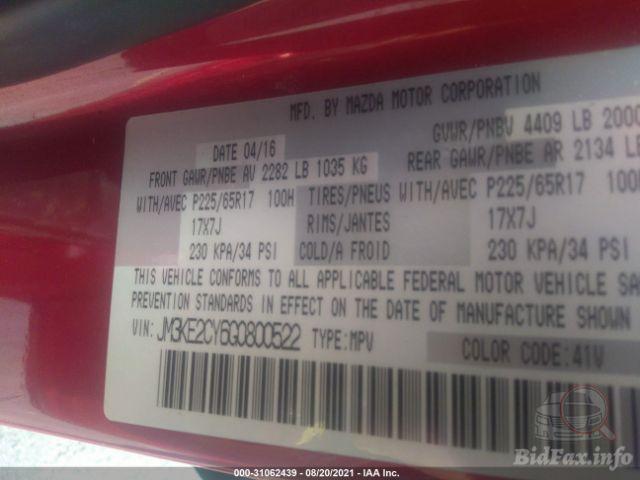 MFD. BY MAZDA MOTOR CORPORATION
DATE 04/16 GVWR/PNBV 4409 LB 2000
FRONT GAWR/PNBE AV 2282 LB 1035 KG REAR GAWR/PNBE AR 2134 LB
WITH/AVEC P225/65R17 100H TIRES/PNEUS WITH/AVEC P225/65R17 100
17X7J RIMS/JANTES 17X7J
230 KPA/34 PSI COLD/A FROID 230 KPA/34 PSI
THIS VEHICLE CONFORMS TO ALL APPLICABLE FEDERAL MOTOR VEHICLE SA
PREVENTION STANDARDS IN EFFECT ON THE DATE OF MANUFACTURE SHOWN
VIN: JM3KE2CY6G0800522 TYPE:MPV
COLOR CODE:41V
BidFax.info
000-31062439 - 08/20/2021 - IAA Inc.